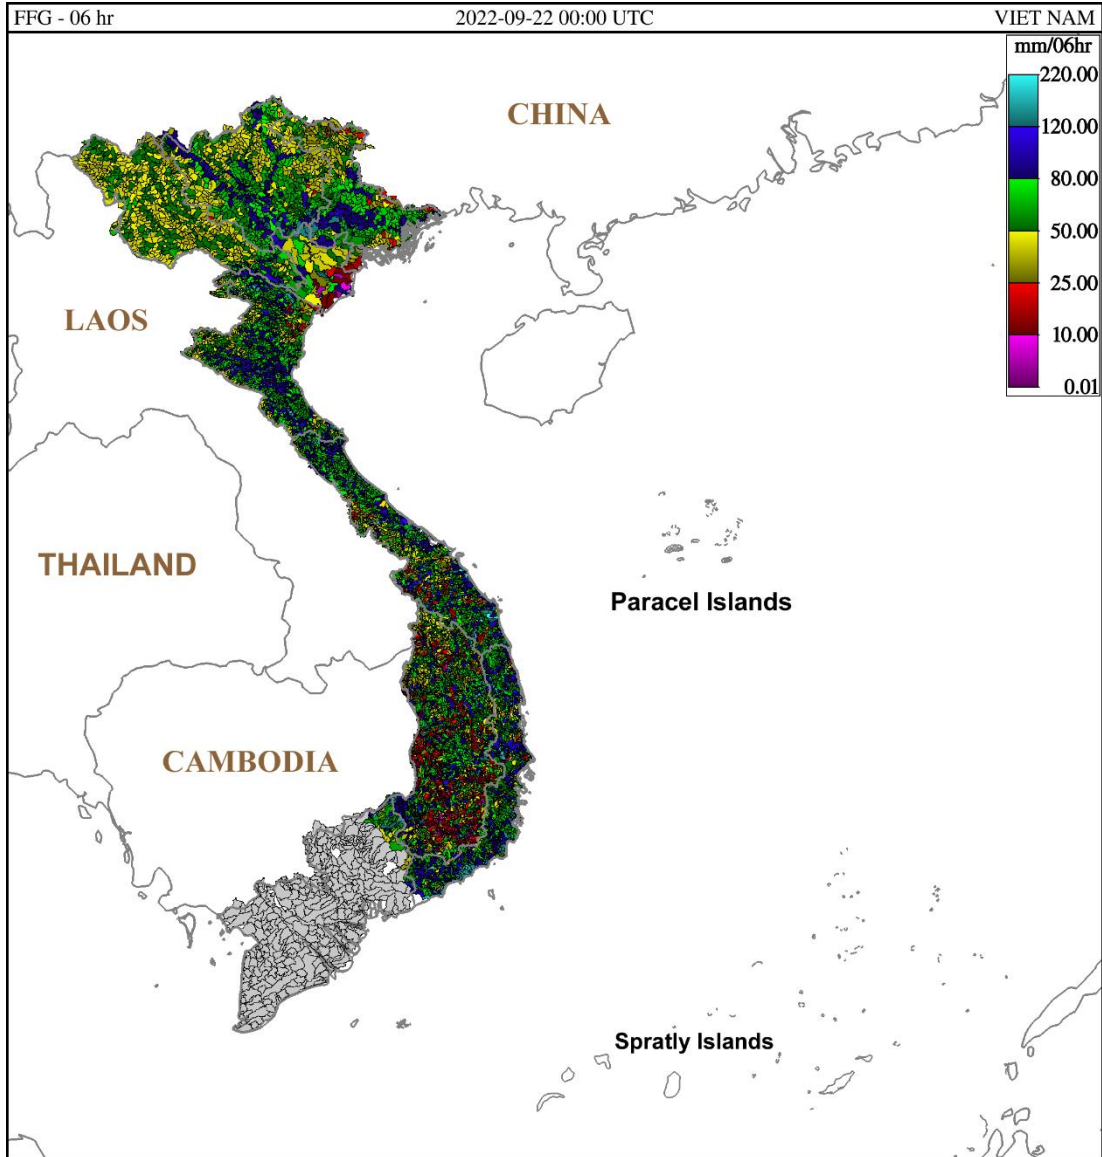 FFG - 06 hr 2022-09-22 00:00 UTC VIET NAM
mm/06hr
220.00
120.00
80.00
50.00
25.00
10.00
0.01
CHINA
LAOS
THAILAND
Paracel Islands
CAMBODIA
Spratly Islands